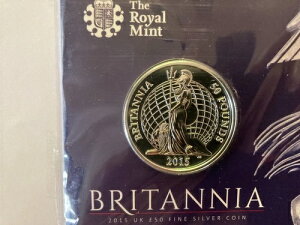 The
Royal
Mint
BRITANNIA
50 POUNDS
2015
BRITANNIA
2015 UK £50 FINE SILVER COIN